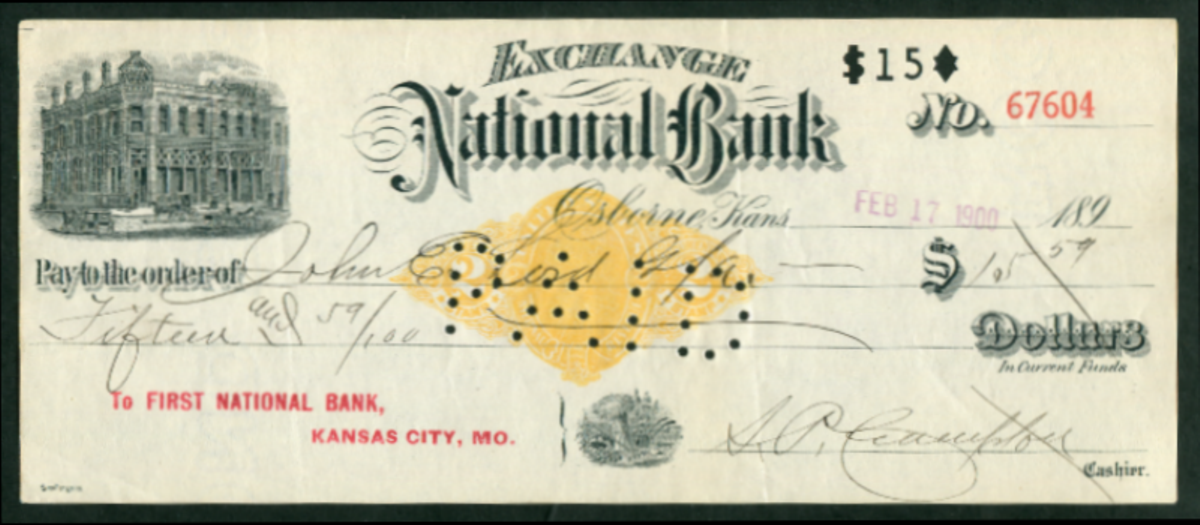 EXCHANGE
National Bank
$15♦
No. 67604
Osborne, Kans FEB 17 1900 189
Pay to the order of John E. Lord
$ 15 59
Fifteen and 59/100
Dollars
In Current Funds
To FIRST NATIONAL BANK,
KANSAS CITY, MO.
Cashier.